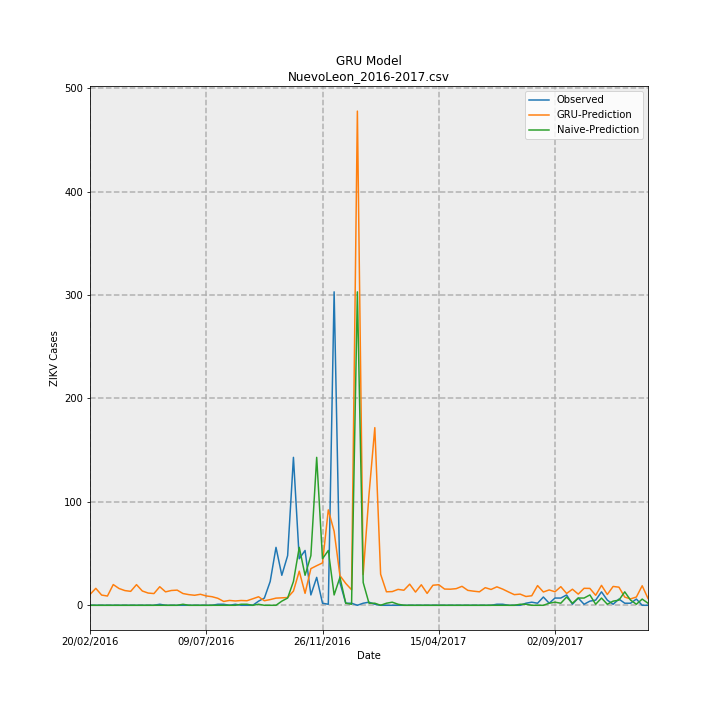 GRU Model
NuevoLeon_2016-2017.csv
Observed
GRU-Prediction
Naive-Prediction
500
400
300
200
100
0
ZIKV Cases
20/02/2016
09/07/2016
26/11/2016
15/04/2017
02/09/2017
Date